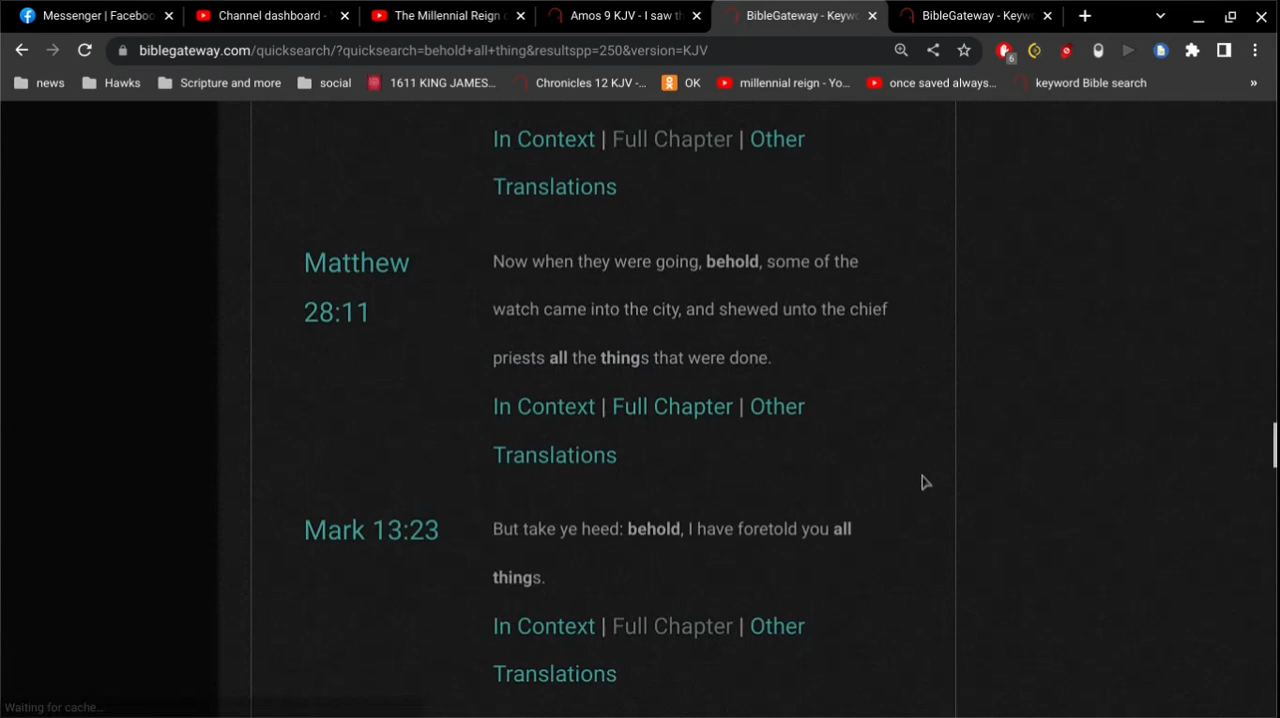 Messenger | Faceboo
Channel dashboard -
The Millennial Reign o
Amos 9 KJV - I saw th
BibleGateway - Keywo
BibleGateway - Keyw
biblegateway.com/quicksearch/?quicksearch=behold+all+thing&resultspp=250&version=KJV
6
news
Hawks
Scripture and more
social
1611 KING JAMES...
Chronicles 12 KJV -...
OK
millennial reign - Yo...
once saved always...
keyword Bible search
»
In Context | Full Chapter | Other
Translations
Matthew
28:11
Now when they were going, behold, some of the
watch came into the city, and shewed unto the chief
priests all the things that were done.
In Context | Full Chapter | Other
Translations
Mark 13:23
But take ye heed: behold, I have foretold you all
things.
In Context | Full Chapter | Other
Translations
Waiting for cache...